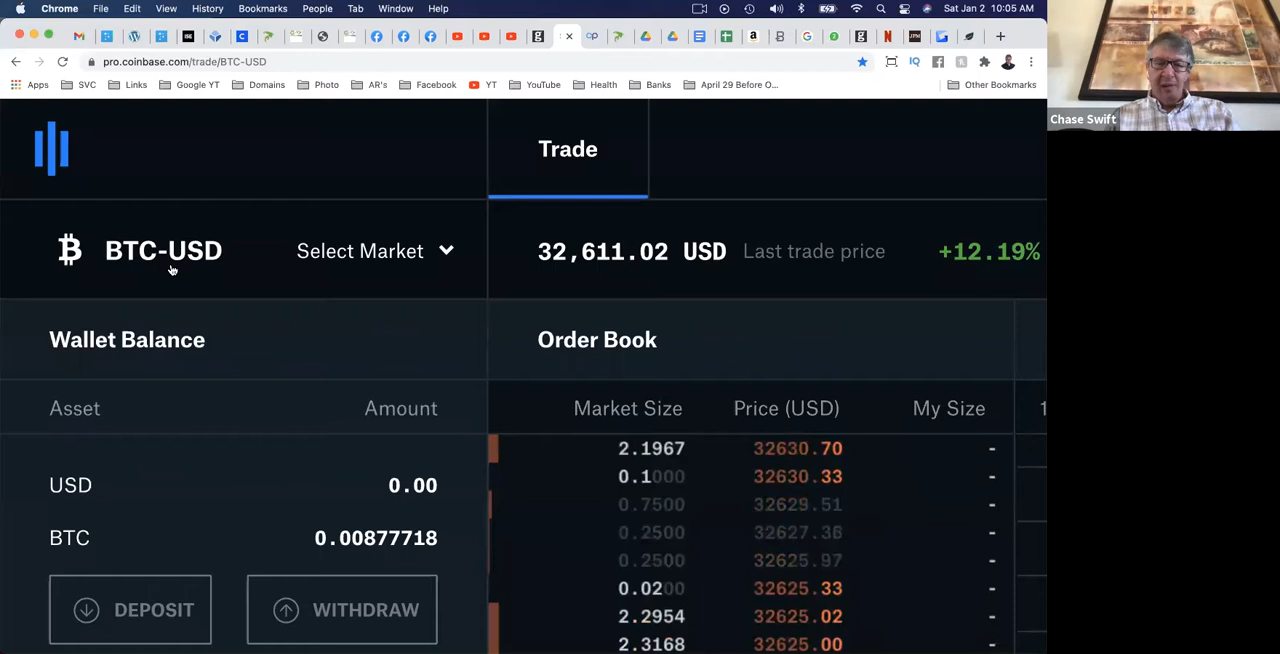 Chrome File Edit View History Bookmarks People Tab Window Help Sat Jan 2 10:05 AM
pro.coinbase.com/trade/BTC-USD
Apps SVC Links Google YT Domains Photo AR's Facebook YT YouTube Health Banks April 29 Before O... Other Bookmarks
Chase Swift
Trade
BTC-USD Select Market 32,611.02 USD Last trade price +12.19%
Wallet Balance Order Book
Asset Amount Market Size Price (USD) My Size 1
2.1967 32630.70 -
0.1000 32630.33 -
USD 0.00
0.7500 32629.51 -
0.2500 32627.36 -
BTC 0.00877718
0.2500 32625.97 -
0.0200 32625.33 -
DEPOSIT WITHDRAW
2.2954 32625.02 -
2.3168 32625.00 -